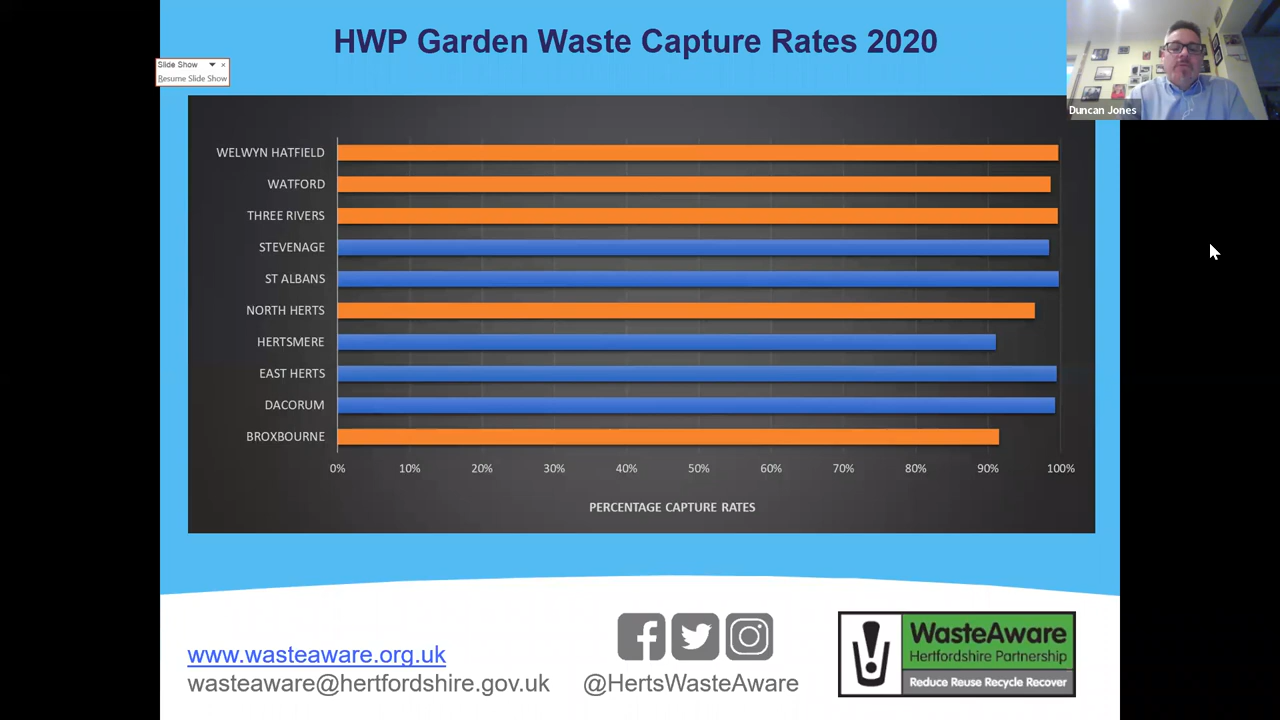 HWP Garden Waste Capture Rates 2020
Slide Show
Resume Slide Show
Duncan Jones
WELWYN HATFIELD
WATFORD
THREE RIVERS
STEVENAGE
ST ALBANS
NORTH HERTS
HERTSMERE
EAST HERTS
DACORUM
BROXBOURNE
0% 10% 20% 30% 40% 50% 60% 70% 80% 90% 100%
PERCENTAGE CAPTURE RATES
www.wasteaware.org.uk
wasteaware@hertfordshire.gov.uk
@HertsWasteAware
WasteAware
Hertfordshire Partnership
Reduce Reuse Recycle Recover